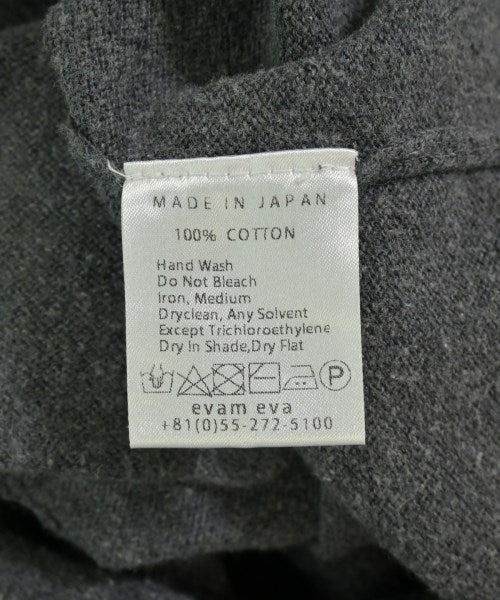 MADE IN JAPAN
100% COTTON
Hand Wash
Do Not Bleach
Iron, Medium
Dryclean, Any Solvent
Except Trichloroethylene
Dry In Shade,Dry Flat
P
evam eva
+81(0)55-272-5100